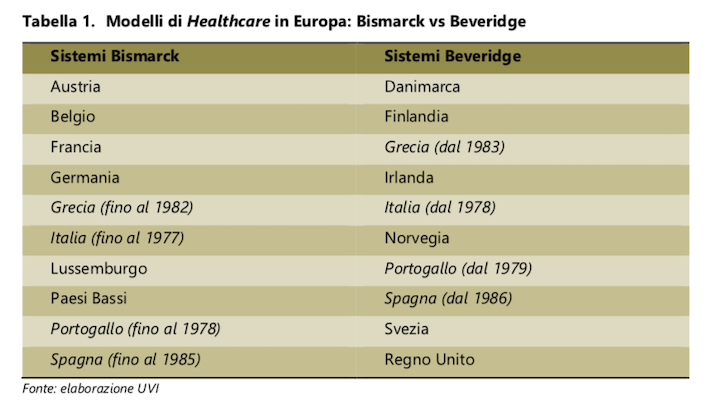 Tabella 1. Modelli di Healthcare in Europa: Bismarck vs Beveridge
Sistemi Bismarck Sistemi Beveridge
Austria Danimarca
Belgio Finlandia
Francia Grecia (dal 1983)
Germania Irlanda
Grecia (fino al 1982) Italia (dal 1978)
Italia (fino al 1977) Norvegia
Lussemburgo Portogallo (dal 1979)
Paesi Bassi Spagna (dal 1986)
Portogallo (fino al 1978) Svezia
Spagna (fino al 1985) Regno Unito
Fonte: elaborazione UVI